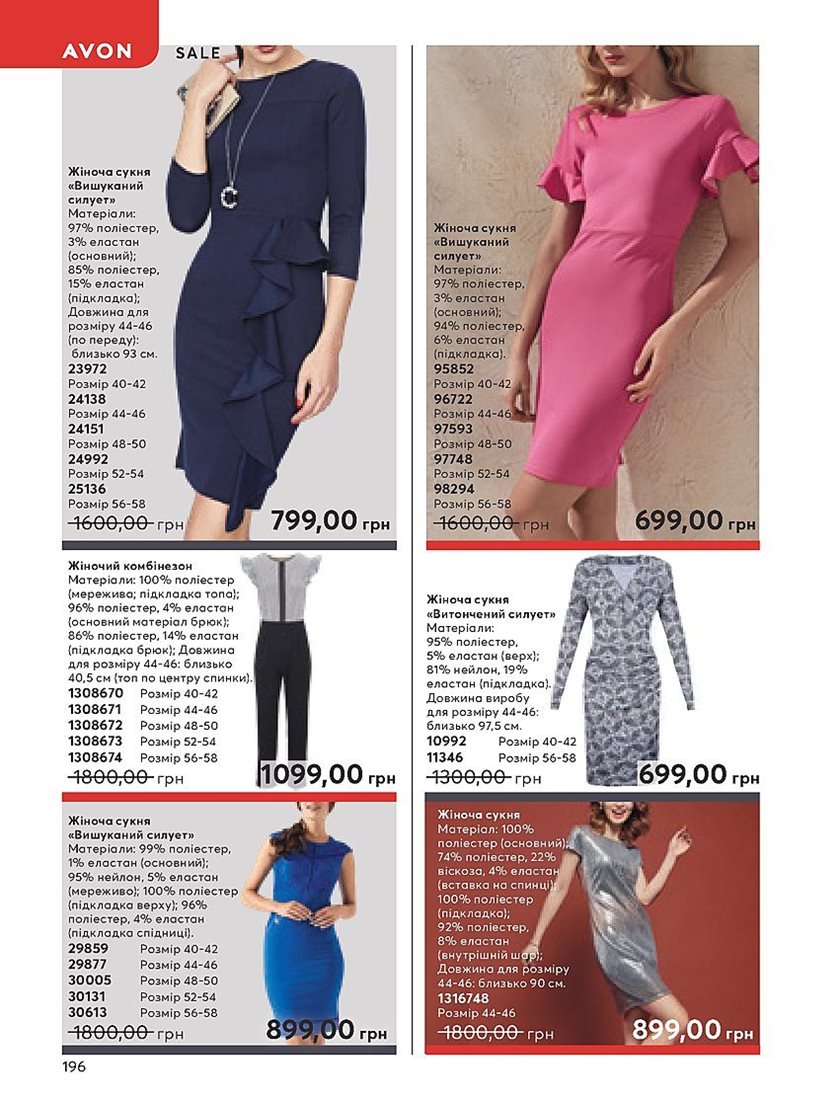 AVON
SALE
Жіноча сукня
«Вишуканий
силует»
Матеріали:
97% поліестер,
3% еластан
(основний);
85% поліестер,
15% еластан
(підкладка);
Довжина для
розміру 44-46
(по переду):
близько 93 см.
23972
Розмір 40-42
24138
Розмір 44-46
24151
Розмір 48-50
24992
Розмір 52-54
25136
Розмір 56-58
1600,00 грн
799,00 грн
Жіноча сукня
«Вишуканий
силует»
Матеріали:
97% поліестер,
3% еластан
(основний);
94% поліестер,
6% еластан
(підкладка).
95852
Розмір 40-42
96722
Розмір 44-46
97593
Розмір 48-50
97748
Розмір 52-54
98294
Розмір 56-58
1600,00 грн
699,00 грн
Жіночий комбінезон
Матеріали: 100% поліестер
(мережива; підкладка топа);
96% поліестер, 4% еластан
(основний матеріал брюк);
86% поліестер, 14% еластан
(підкладка брюк); Довжина
для розміру 44-46: близько
40,5 см (топ по центру спинки).
1308670 Розмір 40-42
1308671 Розмір 44-46
1308672 Розмір 48-50
1308673 Розмір 52-54
1308674 Розмір 56-58
1800,00 грн
1099,00 грн
Жіноча сукня
«Витончений силует»
Матеріали:
95% поліестер,
5% еластан (верх);
81% нейлон, 19%
еластан (підкладка).
Довжина виробу
для розміру 44-46:
близько 97,5 см.
10992 Розмір 40-42
11346 Розмір 56-58
1300,00 грн
699,00 грн
Жіноча сукня
«Вишуканий силует»
Матеріали: 99% поліестер,
1% еластан (основний);
95% нейлон, 5% еластан
(мереживо); 100% поліестер
(підкладка верху); 96%
поліестер, 4% еластан
(підкладка спідниці).
29859 Розмір 40-42
29877 Розмір 44-46
30005 Розмір 48-50
30131 Розмір 52-54
30613 Розмір 56-58
1800,00 грн
899,00 грн
Жіноча сукня
Матеріал: 100%
поліестер (основний);
74% поліестер, 22%
віскоза, 4% еластан
(вставка на спинці);
100% поліестер
(підкладка);
92% поліестер,
8% еластан
(внутрішній шар);
Довжина для розміру
44-46: близько 90 см.
1316748
Розмір 44-46
1800,00 грн
899,00 грн
196